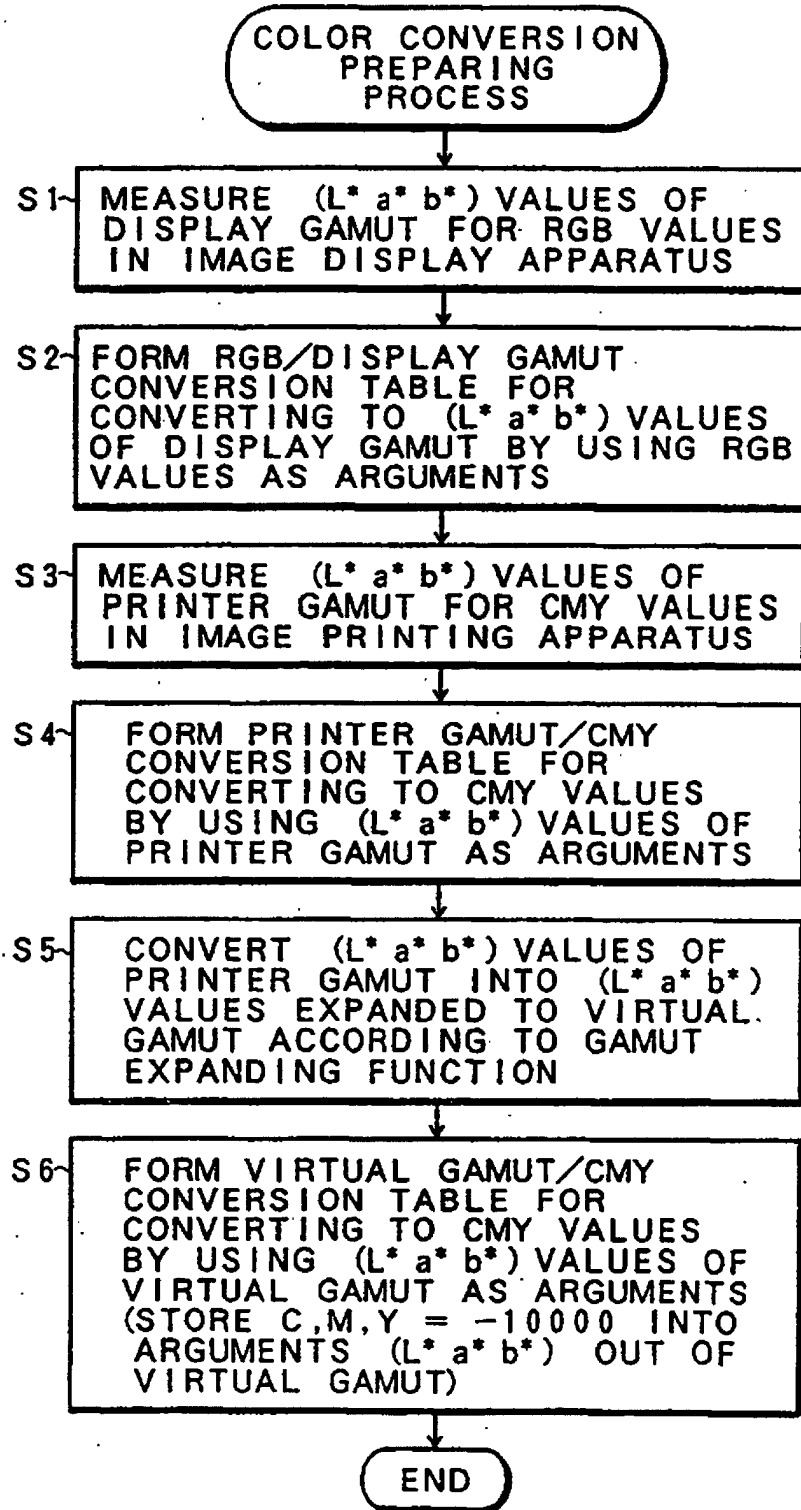 COLOR CONVERSION
PREPARING
PROCESS
S1 MEASURE (L* a* b*) VALUES OF
DISPLAY GAMUT FOR RGB VALUES
IN IMAGE DISPLAY APPARATUS
S2 FORM RGB/DISPLAY GAMUT
CONVERSION TABLE FOR
CONVERTING TO (L* a* b*) VALUES
OF DISPLAY GAMUT BY USING RGB
VALUES AS ARGUMENTS
S3 MEASURE (L* a* b*) VALUES OF
PRINTER GAMUT FOR CMY VALUES
IN IMAGE PRINTING APPARATUS
S4 FORM PRINTER GAMUT/CMY
CONVERSION TABLE FOR
CONVERTING TO CMY VALUES
BY USING (L* a* b*) VALUES OF
PRINTER GAMUT AS ARGUMENTS
S5 CONVERT (L* a* b*) VALUES OF
PRINTER GAMUT INTO (L* a* b*)
VALUES EXPANDED TO VIRTUAL
GAMUT ACCORDING TO GAMUT
EXPANDING FUNCTION
S6 FORM VIRTUAL GAMUT/CMY
CONVERSION TABLE FOR
CONVERTING TO CMY VALUES
BY USING (L* a* b*) VALUES OF
VIRTUAL GAMUT AS ARGUMENTS
(STORE C,M,Y = -10000 INTO
ARGUMENTS (L* a* b*) OUT OF
VIRTUAL GAMUT)
END